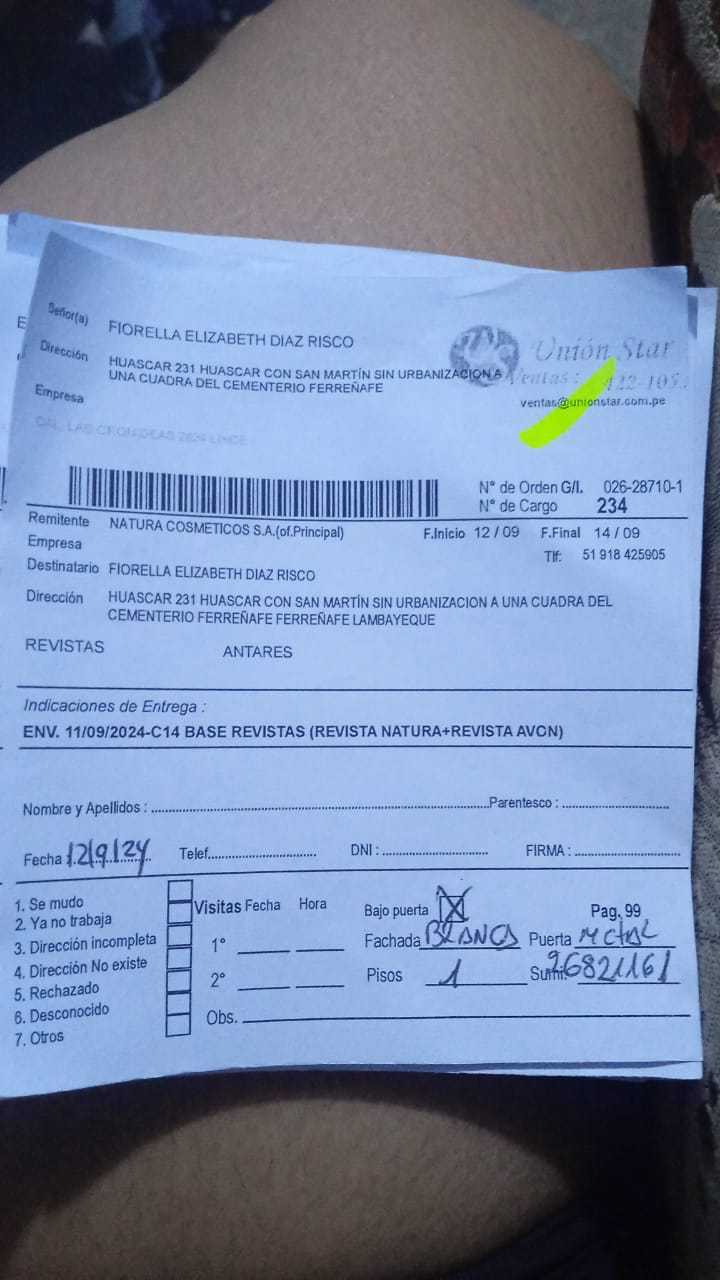 Señor(a) FIORELLA ELIZABETH DIAZ RISCO
Unión Star
Dirección HUASCAR 231 HUASCAR CON SAN MARTÍN SIN URBANIZACION A
UNA CUADRA DEL CEMENTERIO FERREÑAFE
Ventas: 422-105
ventas@unionstar.com.pe
Empresa
N° de Orden G/I. 026-28710-1
N° de Cargo 234
Remitente NATURA COSMETICOS S.A.(of.Principal) F.Inicio 12 / 09 F.Final 14 / 09
Empresa Tlf: 51 918 425905
Destinatario FIORELLA ELIZABETH DIAZ RISCO
Dirección HUASCAR 231 HUASCAR CON SAN MARTÍN SIN URBANIZACION A UNA CUADRA DEL
CEMENTERIO FERREÑAFE FERREÑAFE LAMBAYEQUE
REVISTAS ANTARES
Indicaciones de Entrega :
ENV. 11/09/2024-C14 BASE REVISTAS (REVISTA NATURA+REVISTA AVON)
Nombre y Apellidos : Parentesco :
Fecha 12/9/24 Telef. DNI : FIRMA :
1. Se mudo
2. Ya no trabaja
3. Dirección incompleta
4. Dirección No existe
5. Rechazado
6. Desconocido
7. Otros
Visitas Fecha Hora
1°
2°
Obs.
Bajo puerta X Pag. 99
Fachada BLANCA Puerta METAL
Pisos 1 Sumi: 26821161